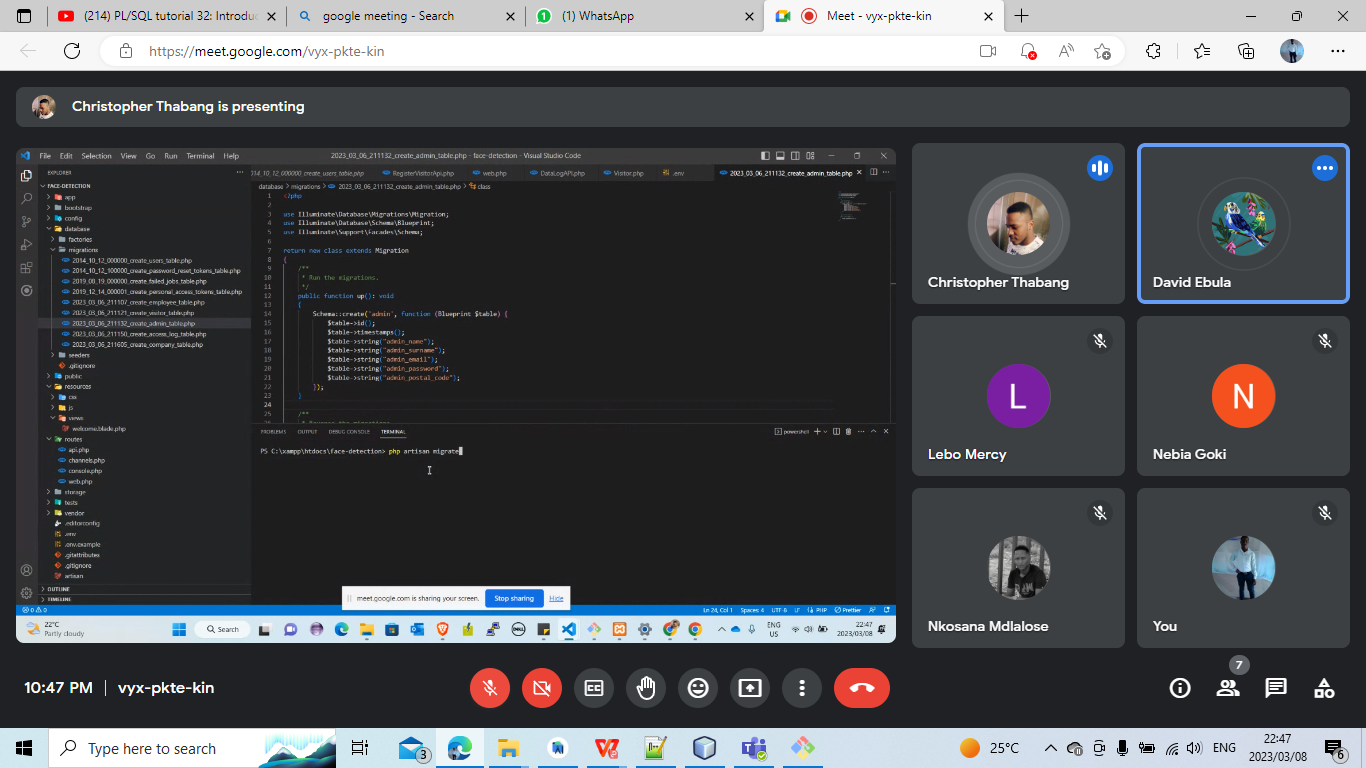 (214) PL/SQL tutorial 32: Introduc
google meeting - Search
(1) WhatsApp
Meet - vyx-pkte-kin
https://meet.google.com/vyx-pkte-kin
Christopher Thabang is presenting
File Edit Selection View Go Run Terminal Help
2023_03_06_211132_create_admin_table.php - face-detection - Visual Studio Code
EXPLORER
FACE-DETECTION
app
bootstrap
config
database
factories
migrations
2014_10_12_000000_create_users_table.php
2014_10_12_100000_create_password_reset_tokens_table.php
2019_08_19_000000_create_failed_jobs_table.php
2019_12_14_000001_create_personal_access_tokens_table.php
2023_03_06_211107_create_employee_table.php
2023_03_06_211121_create_visitor_table.php
2023_03_06_211132_create_admin_table.php
2023_03_06_211150_create_access_log_table.php
2023_03_06_211605_create_company_table.php
seeders
.gitignore
public
resources
css
js
views
welcome.blade.php
routes
api.php
channels.php
console.php
web.php
storage
tests
vendor
.editorconfig
.env
.env.example
.gitattributes
.gitignore
artisan
OUTLINE
TIMELINE
014_10_12_000000_create_users_table.php
RegisterVisitorApi.php
web.php
DataLogAPI.php
Visitor.php
.env
2023_03_06_211132_create_admin_table.php
database > migrations > 2023_03_06_211132_create_admin_table.php > class
1 <?php
2
3 use Illuminate\Database\Migrations\Migration;
4 use Illuminate\Database\Schema\Blueprint;
5 use Illuminate\Support\Facades\Schema;
6
7 return new class extends Migration
8 {
9 /**
10 * Run the migrations.
11 */
12 public function up(): void
13 {
14 Schema::create('admin', function (Blueprint $table) {
15 $table->id();
16 $table->timestamps();
17 $table->string("admin_name");
18 $table->string("admin_surname");
19 $table->string("admin_email");
20 $table->string("admin_password");
21 $table->string("admin_postal_code");
22 });
23 }
24
25 /**
PROBLEMS OUTPUT DEBUG CONSOLE TERMINAL
powershell
PS C:\xampp\htdocs\face-detection> php artisan migrate
meet.google.com is sharing your screen.
Stop sharing
Hide
0 0
Ln 24, Col 1 Spaces: 4 UTF-8 LF PHP Prettier
22°C
Partly cloudy
Search
ENG
US
22:47
2023/03/08
Christopher Thabang
David Ebula
L
Lebo Mercy
N
Nebia Goki
Nkosana Mdlalose
You
10:47 PM
vyx-pkte-kin
7
Type here to search
3
25°C
ENG
22:47
2023/03/08
6